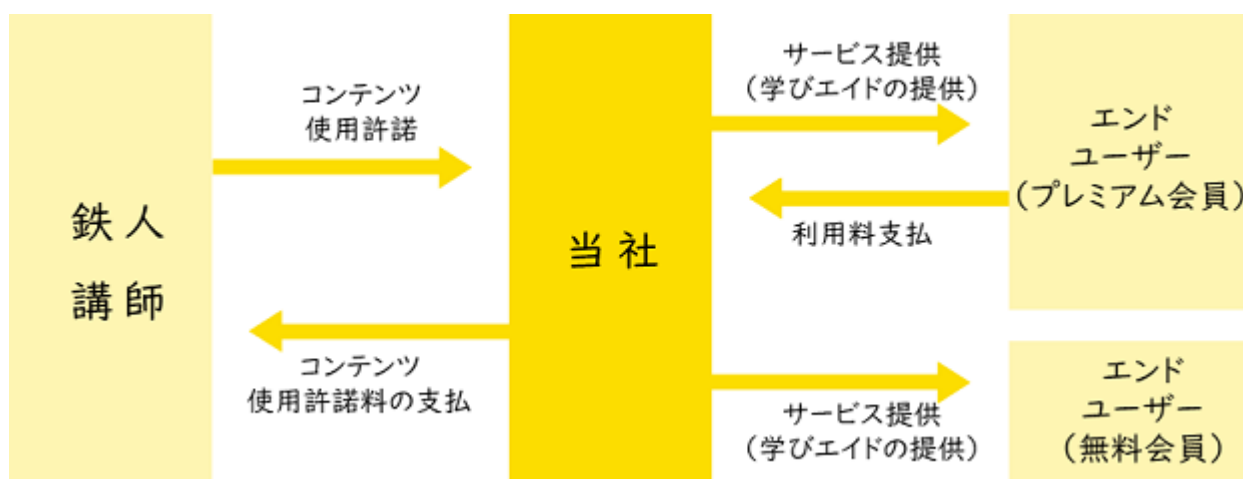 鉄人
講師
コンテンツ
使用許諾
コンテンツ
使用許諾料の支払
当社
サービス提供
(学びエイドの提供)
利用料支払
サービス提供
(学びエイドの提供)
エンド
ユーザー
(プレミアム会員)
エンド
ユーザー
(無料会員)